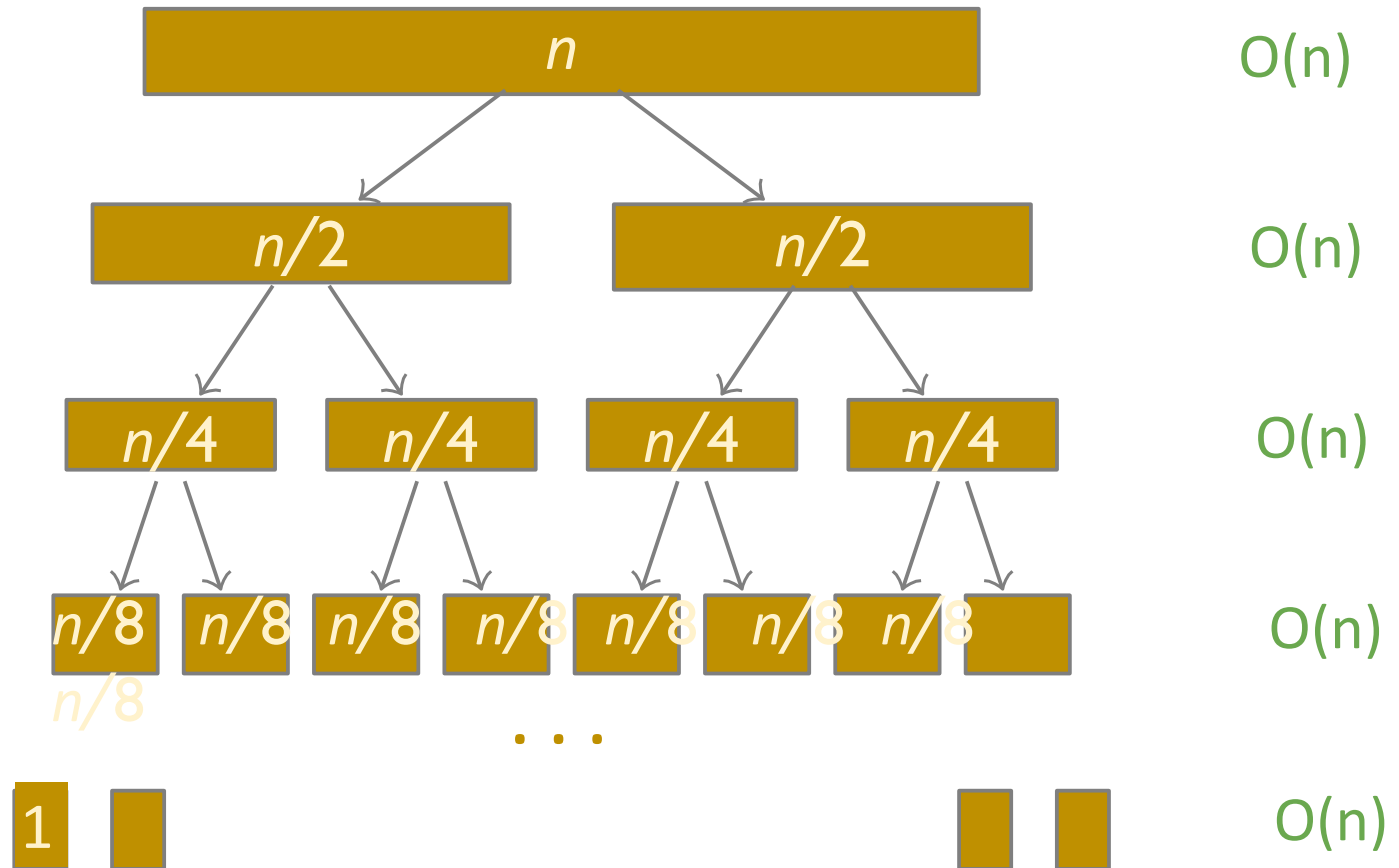 n O(n)
n/2 n/2 O(n)
n/4 n/4 n/4 n/4 O(n)
n/8 n/8 n/8 n/8 n/8 n/8 n/8 O(n)
n/8
. . .
1 O(n)